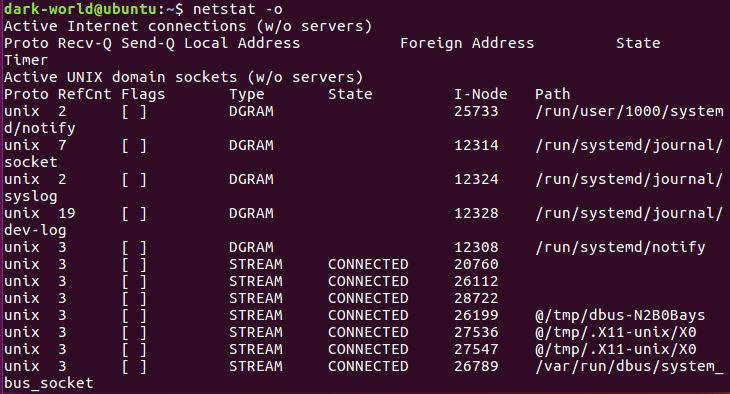 dark-world@ubuntu:~$ netstat -o
Active Internet connections (w/o servers)
Proto Recv-Q Send-Q Local Address           Foreign Address         State
Timer
Active UNIX domain sockets (w/o servers)
Proto RefCnt Flags       Type       State         I-Node   Path
unix  2      [ ]         DGRAM                    25733    /run/user/1000/system
d/notify
unix  7      [ ]         DGRAM                    12314    /run/systemd/journal/
socket
unix  2      [ ]         DGRAM                    12324    /run/systemd/journal/
syslog
unix  19     [ ]         DGRAM                    12328    /run/systemd/journal/
dev-log
unix  3      [ ]         DGRAM                    12308    /run/systemd/notify
unix  3      [ ]         STREAM     CONNECTED     20760
unix  3      [ ]         STREAM     CONNECTED     26112
unix  3      [ ]         STREAM     CONNECTED     28722
unix  3      [ ]         STREAM     CONNECTED     26199    @/tmp/dbus-N2B0Bays
unix  3      [ ]         STREAM     CONNECTED     27536    @/tmp/.X11-unix/X0
unix  3      [ ]         STREAM     CONNECTED     27547    @/tmp/.X11-unix/X0
unix  3      [ ]         STREAM     CONNECTED     26789    /var/run/dbus/system_
bus_socket